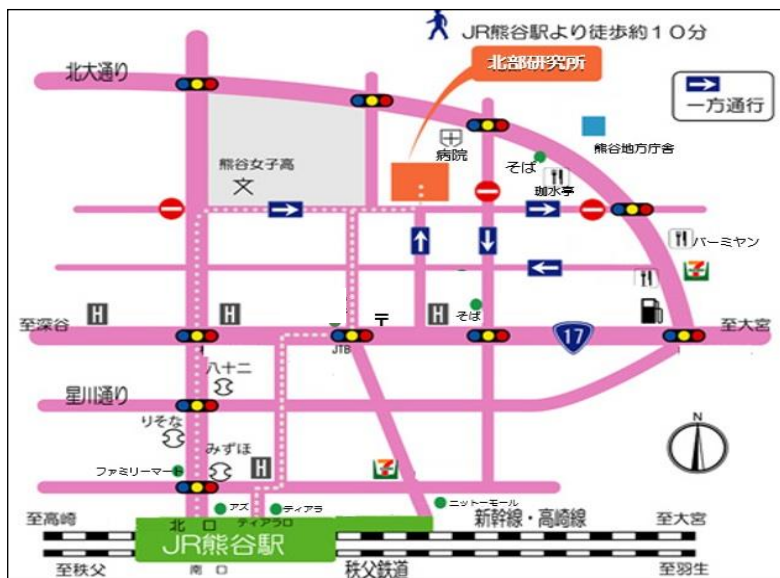 JR熊谷駅より徒歩約10分
北大通り
北部研究所
一方通行
病院
熊谷地方庁舎
熊谷女子高
文
そば
珈水亭
バーミヤン
7
H
H
〒
H
そば
至深谷
JTB
17
至大宮
八十二
星川通り
りそな
N
みずほ
ファミリーマート
H
7
アズ
ティアラ
ニットーモール
至高崎
北口
ティアラ口
新幹線・高崎線
至大宮
JR熊谷駅
至秩父
南口
秩父鉄道
至羽生